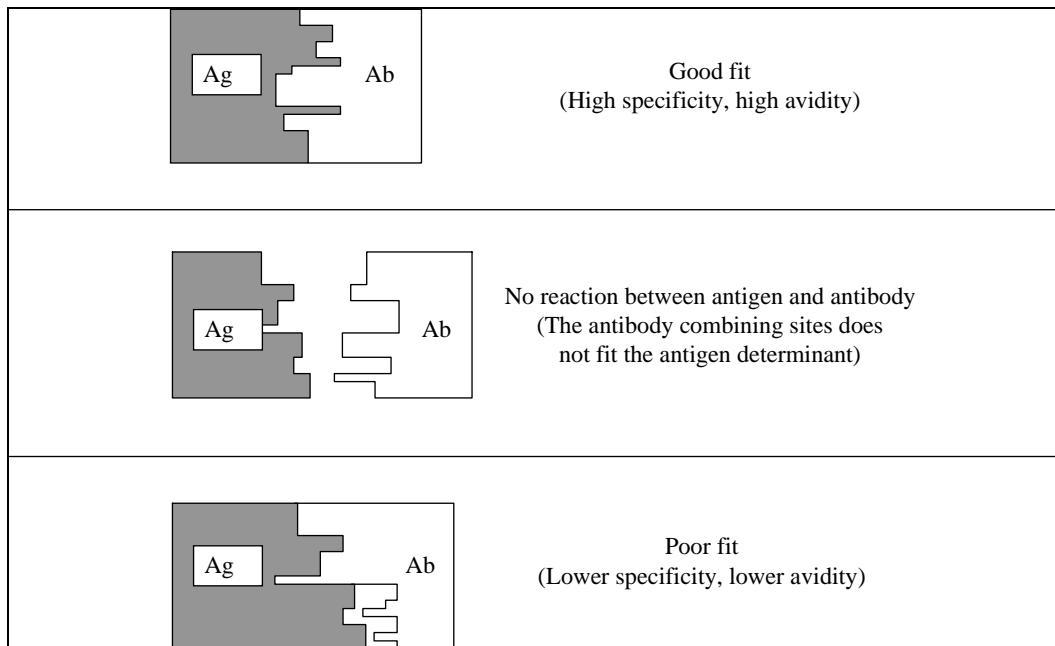 Ag
Ab
Good fit
(High specificity, high avidity)
Ag
Ab
No reaction between antigen and antibody
(The antibody combining sites does
not fit the antigen determinant)
Ag
Ab
Poor fit
(Lower specificity, lower avidity)